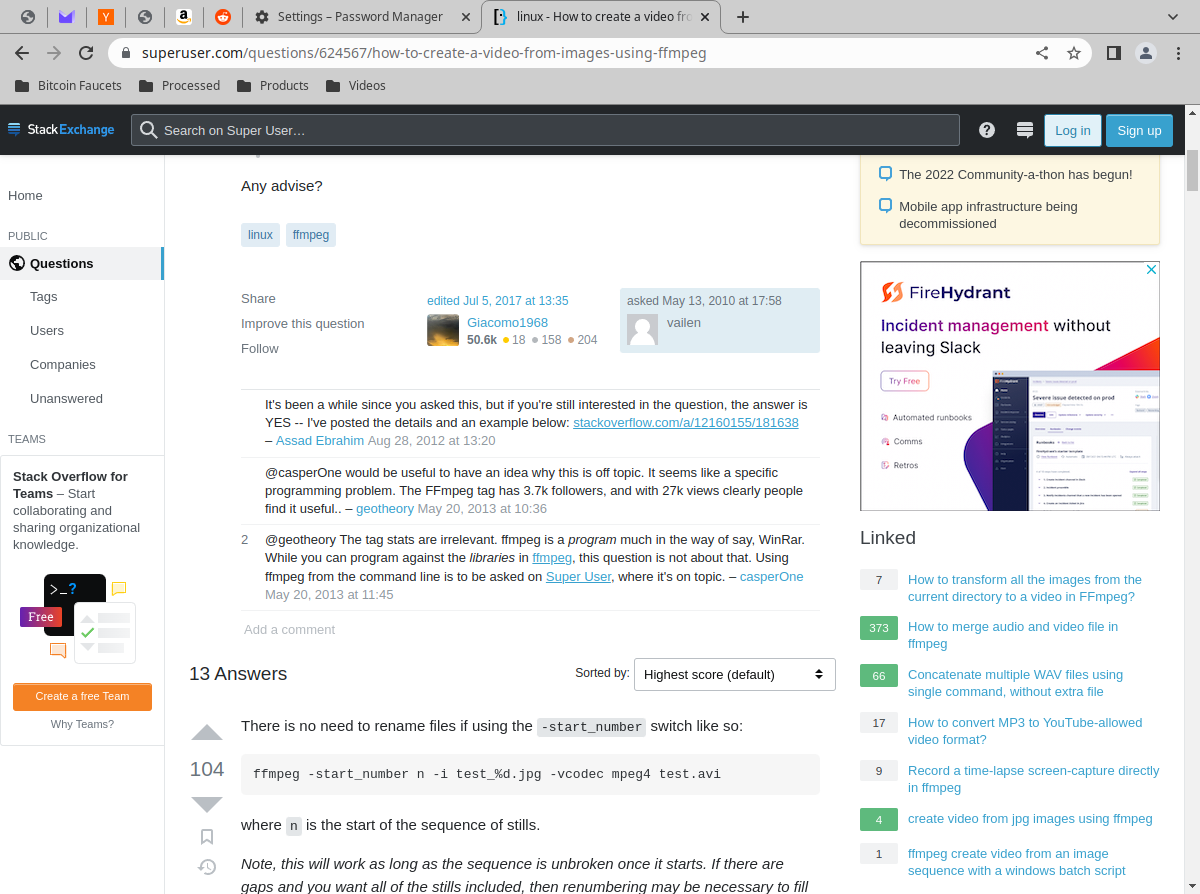 Settings – Password Manager
linux - How to create a video fro
superuser.com/questions/624567/how-to-create-a-video-from-images-using-ffmpeg
Bitcoin Faucets
Processed
Products
Videos
StackExchange
Search on Super User…
Log in
Sign up
Home
PUBLIC
Questions
Tags
Users
Companies
Unanswered
TEAMS
Stack Overflow for
Teams – Start
collaborating and
sharing organizational
knowledge.
>_?
Free
Create a free Team
Why Teams?
Any advise?
linux ffmpeg
Share
Improve this question
Follow
edited Jul 5, 2017 at 13:35
Giacomo1968
50.6k 18 158 204
asked May 13, 2010 at 17:58
vailen
It's been a while since you asked this, but if you're still interested in the question, the answer is
YES -- I've posted the details and an example below: stackoverflow.com/a/12160155/181638
– Assad Ebrahim Aug 28, 2012 at 13:20
@casperOne would be useful to have an idea why this is off topic. It seems like a specific
programming problem. The FFmpeg tag has 3.7k followers, and with 27k views clearly people
find it useful.. – geotheory May 20, 2013 at 10:36
2 @geotheory The tag stats are irrelevant. ffmpeg is a program much in the way of say, WinRar.
While you can program against the libraries in ffmpeg, this question is not about that. Using
ffmpeg from the command line is to be asked on Super User, where it's on topic. – casperOne
May 20, 2013 at 11:45
Add a comment
13 Answers
Sorted by:
Highest score (default)
104
There is no need to rename files if using the -start_number switch like so:
ffmpeg -start_number n -i test_%d.jpg -vcodec mpeg4 test.avi
where n is the start of the sequence of stills.
Note, this will work as long as the sequence is unbroken once it starts. If there are
gaps and you want all of the stills included, then renumbering may be necessary to fill
The 2022 Community-a-thon has begun!
Mobile app infrastructure being
decommissioned
FireHydrant
Incident management without
leaving Slack
Try Free
Automated runbooks
Comms
Retros
Severe issue detected on prod
Linked
7 How to transform all the images from the
current directory to a video in FFmpeg?
373 How to merge audio and video file in
ffmpeg
66 Concatenate multiple WAV files using
single command, without extra file
17 How to convert MP3 to YouTube-allowed
video format?
9 Record a time-lapse screen-capture directly
in ffmpeg
4 create video from jpg images using ffmpeg
1 ffmpeg create video from an image
sequence with a windows batch script